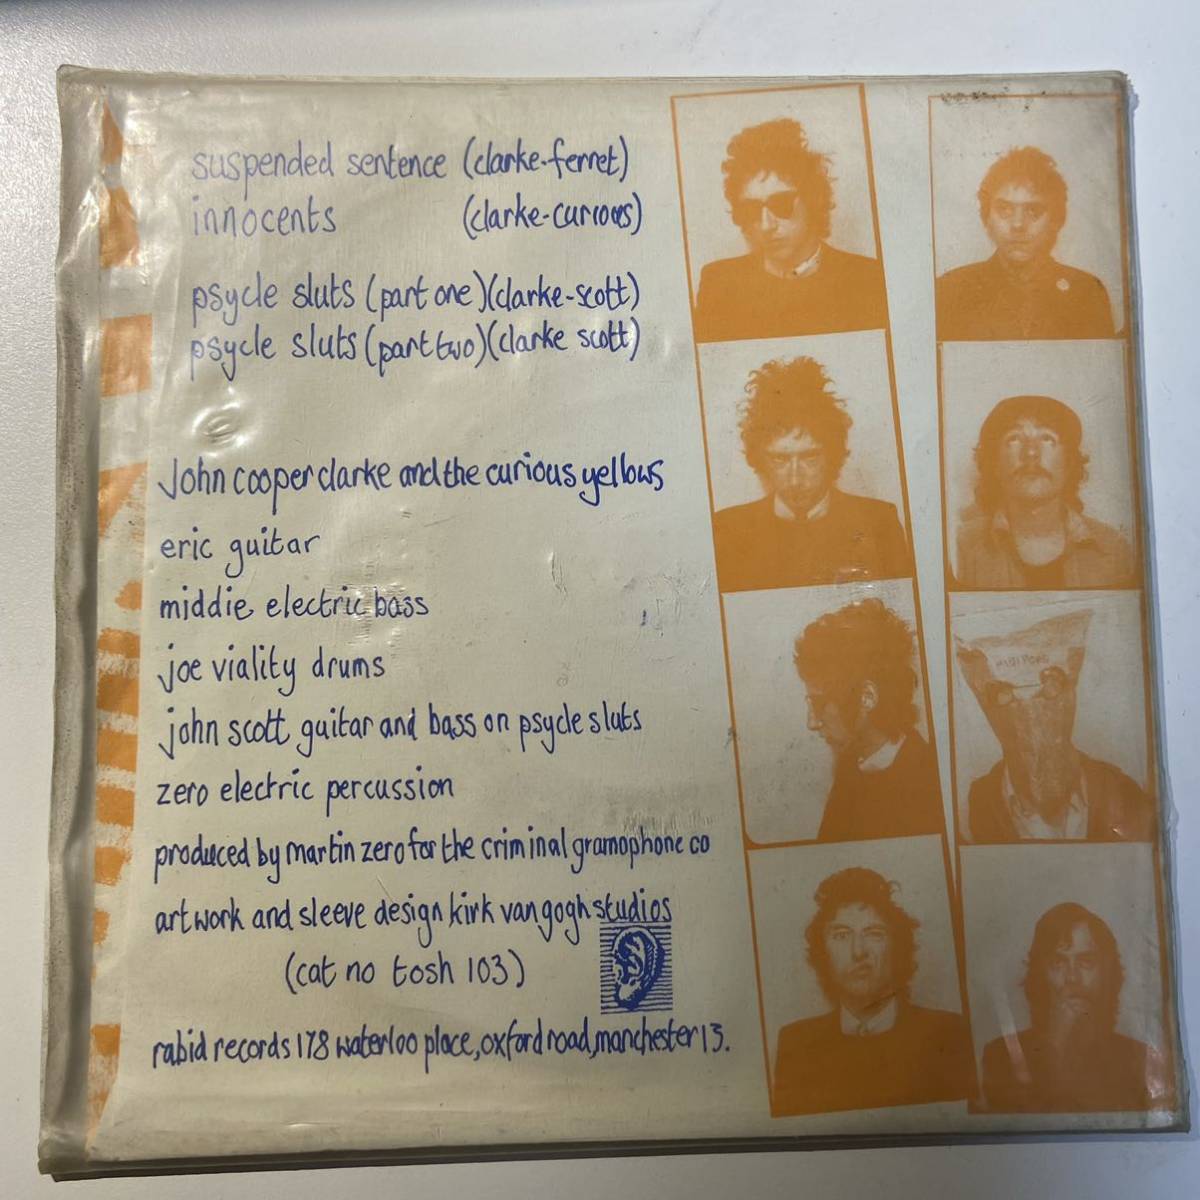 suspended sentence (clarke-ferret)
innocents (clarke-curious)
psycle sluts (part one)(clarke-scott)
psycle sluts (part two)(clarke scott)
John cooper clarke and the curious yellows
eric guitar
middie electric bass
joe viality drums
john scott guitar and bass on psycle sluts
zero electric percussion
produced by martin zero for the criminal gramophone co
artwork and sleeve design kirk van gogh studios
(cat no tosh 103)
rabid records 178 waterloo place, oxford road, manchester 13.